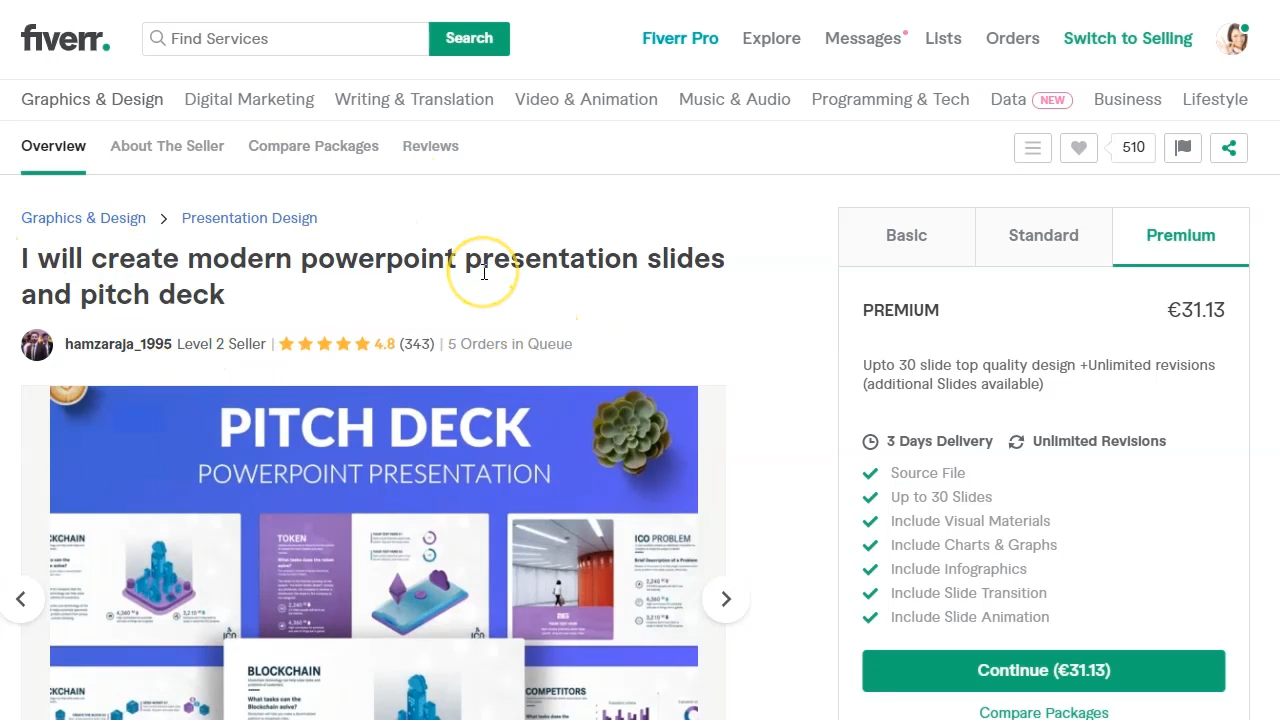 fiverr.
Find Services
Search
Fiverr Pro
Explore
Messages
Lists
Orders
Switch to Selling
Graphics & Design
Digital Marketing
Writing & Translation
Video & Animation
Music & Audio
Programming & Tech
Data NEW
Business
Lifestyle
Overview
About The Seller
Compare Packages
Reviews
510
Graphics & Design > Presentation Design
I will create modern powerpoint presentation slides
and pitch deck
hamzaraja_1995 Level 2 Seller | 4.8 (343) | 5 Orders in Queue
PITCH DECK
POWERPOINT PRESENTATION
TOKEN
ICO PROBLEM
BLOCKCHAIN
What tasks can the
Blockchain solve?
COMPETITORS
Basic
Standard
Premium
PREMIUM
€31.13
Upto 30 slide top quality design +Unlimited revisions
(additional Slides available)
3 Days Delivery
Unlimited Revisions
Source File
Up to 30 Slides
Include Visual Materials
Include Charts & Graphs
Include Infographics
Include Slide Transition
Include Slide Animation
Continue (€31.13)
Compare Packages